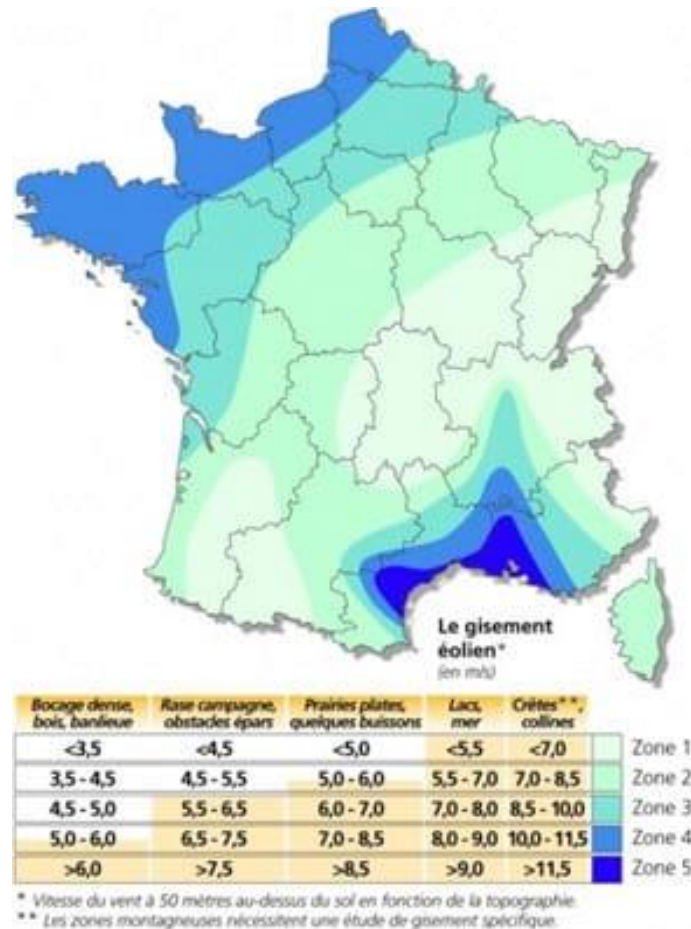 Le gisement
éolien*
(en m/s)
Bocage dense, bois, banlieue Rase campagne, obstacles épars Prairies plates, quelques buissons Lacs, mer Crêtes**, collines
<3,5 <4,5 <5,0 <5,5 <7,0 Zone 1
3,5 - 4,5 4,5 - 5,5 5,0 - 6,0 5,5 - 7,0 7,0 - 8,5 Zone 2
4,5 - 5,0 5,5 - 6,5 6,0 - 7,0 7,0 - 8,0 8,5 - 10,0 Zone 3
5,0 - 6,0 6,5 - 7,5 7,0 - 8,5 8,0 - 9,0 10,0 - 11,5 Zone 4
>6,0 >7,5 >8,5 >9,0 >11,5 Zone 5
* Vitesse du vent à 50 mètres au-dessus du sol en fonction de la topographie.
** Les zones montagneuses nécessitent une étude de gisement spécifique.